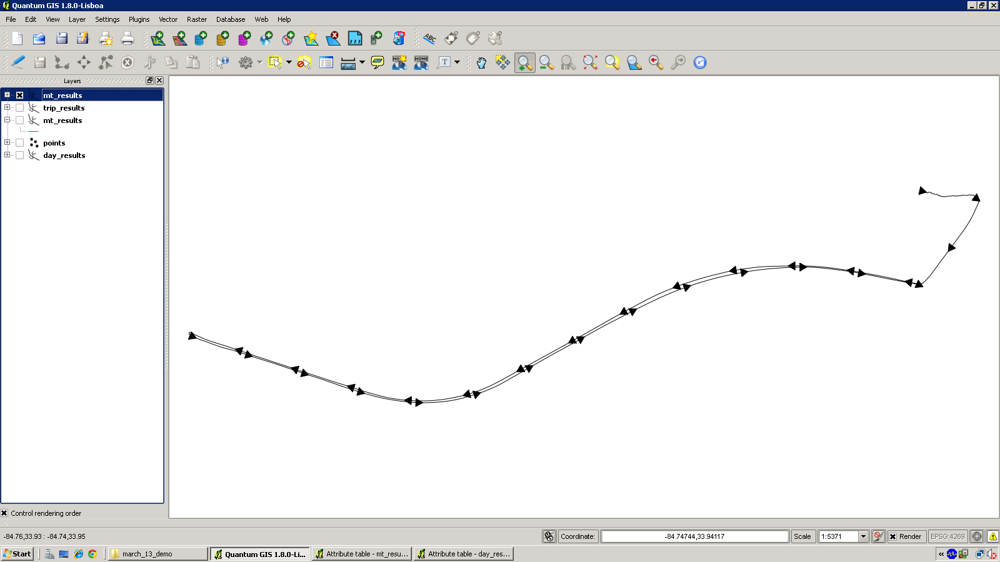 Quantum GIS 1.8.0-Lisboa
File Edit View Layer Settings Plugins Vector Raster Database Web Help
ABC
T
Layers
mt_results
trip_results
mt_results
points
day_results
Control rendering order
-84.76,33.93 : -84.74,33.95
Coordinate: -84.74744,33.94117 Scale 1:5371 Render EPSG:4269
Start march_13_demo Quantum GIS 1.8.0-Li... Attribute table - mt_resu... Attribute table - day_res...